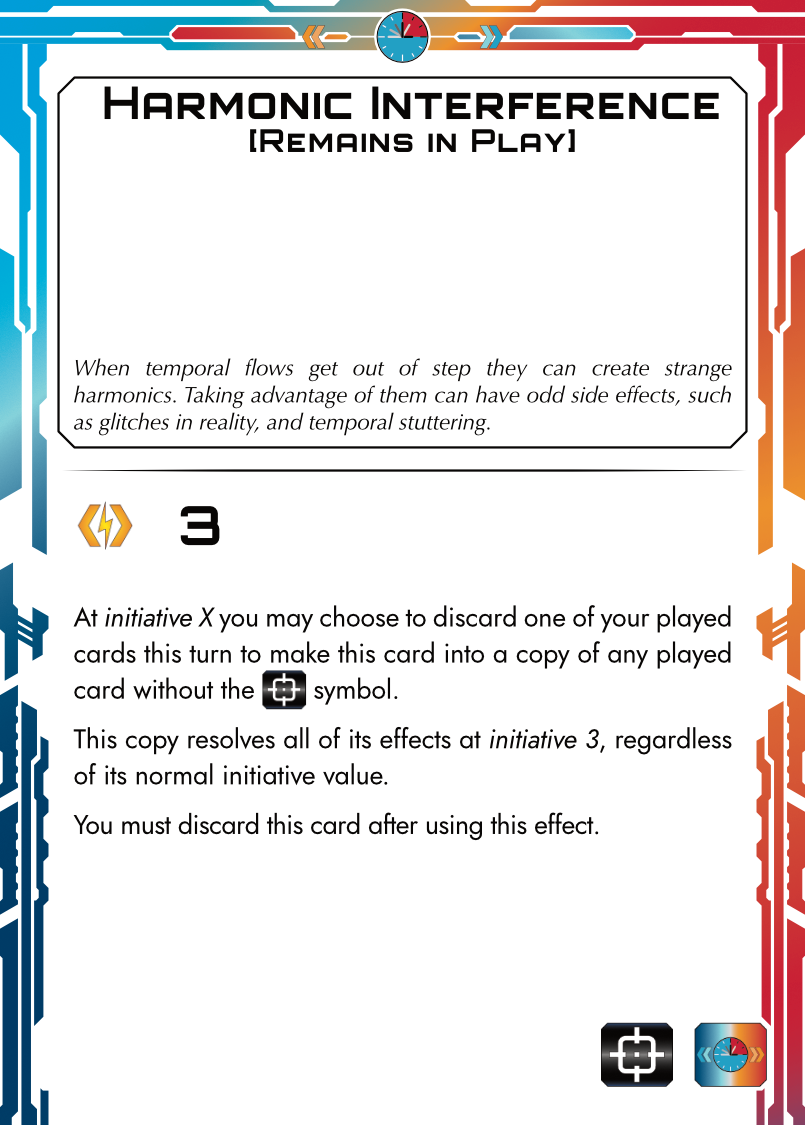 Harmonic Interference
[Remains in Play]
When temporal flows get out of step they can create strange
harmonics. Taking advantage of them can have odd side effects, such
as glitches in reality, and temporal stuttering.
3
At initiative X you may choose to discard one of your played
cards this turn to make this card into a copy of any played
card without the symbol.
This copy resolves all of its effects at initiative 3, regardless
of its normal initiative value.
You must discard this card after using this effect.